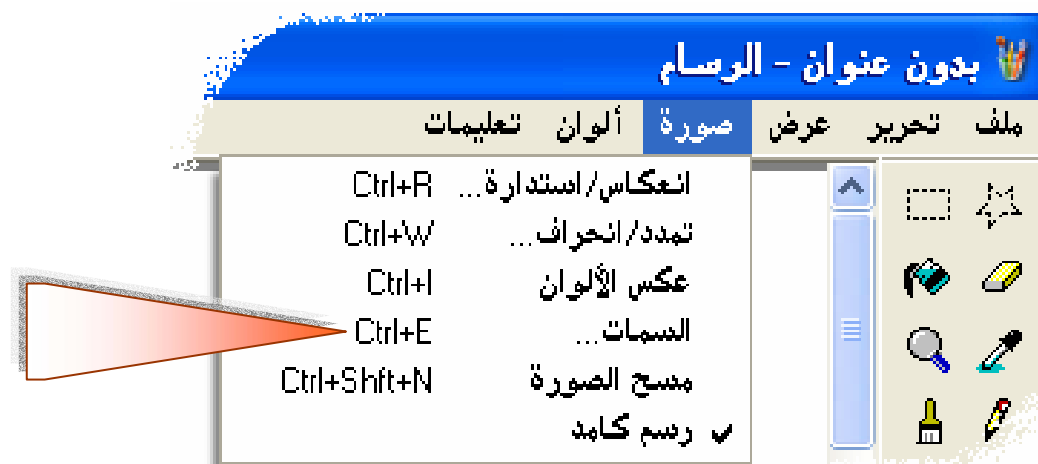 بدون عنوان - الرسام
ملف تحرير عرض صورة ألوان تعليمات
انعكاس/استدارة... Ctrl+R
تمدد/انحراف... Ctrl+W
عكس الألوان Ctrl+I
السمات... Ctrl+E
مسح الصورة Ctrl+Shft+N
رسم كامد